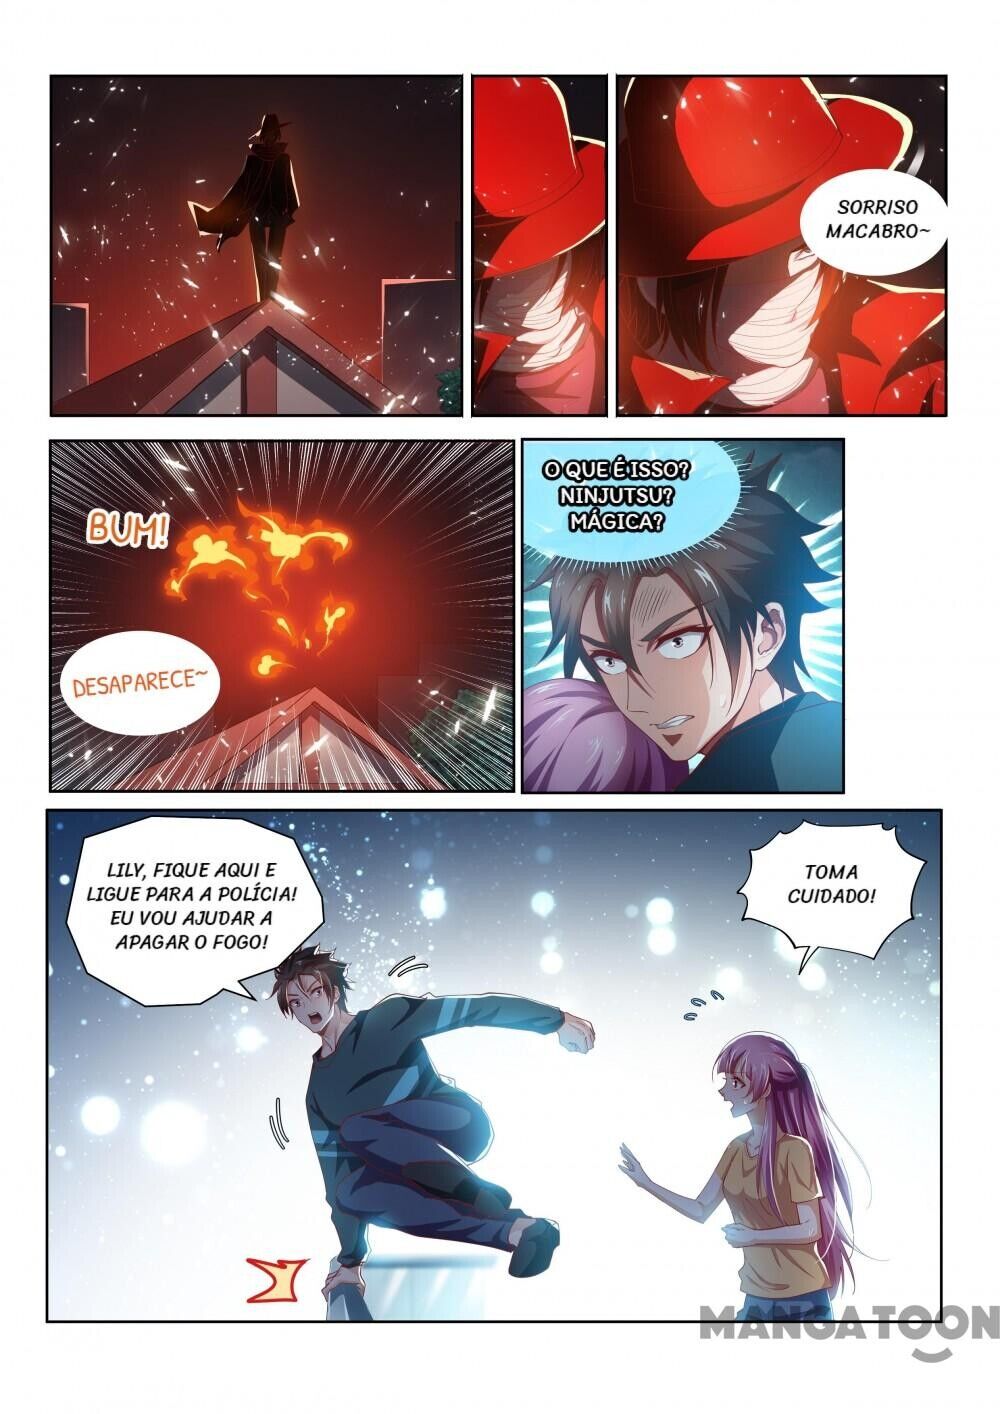 SORRISO
MACABRO~
BUM!
DESAPARECE~
O QUE É ISSO?
NINJUTSU?
MÁGICA?
LILY, FIQUE AQUI E
LIGUE PARA A POLÍCIA!
EU VOU AJUDAR A
APAGAR O FOGO!
TOMA
CUIDADO!
MANGATOON